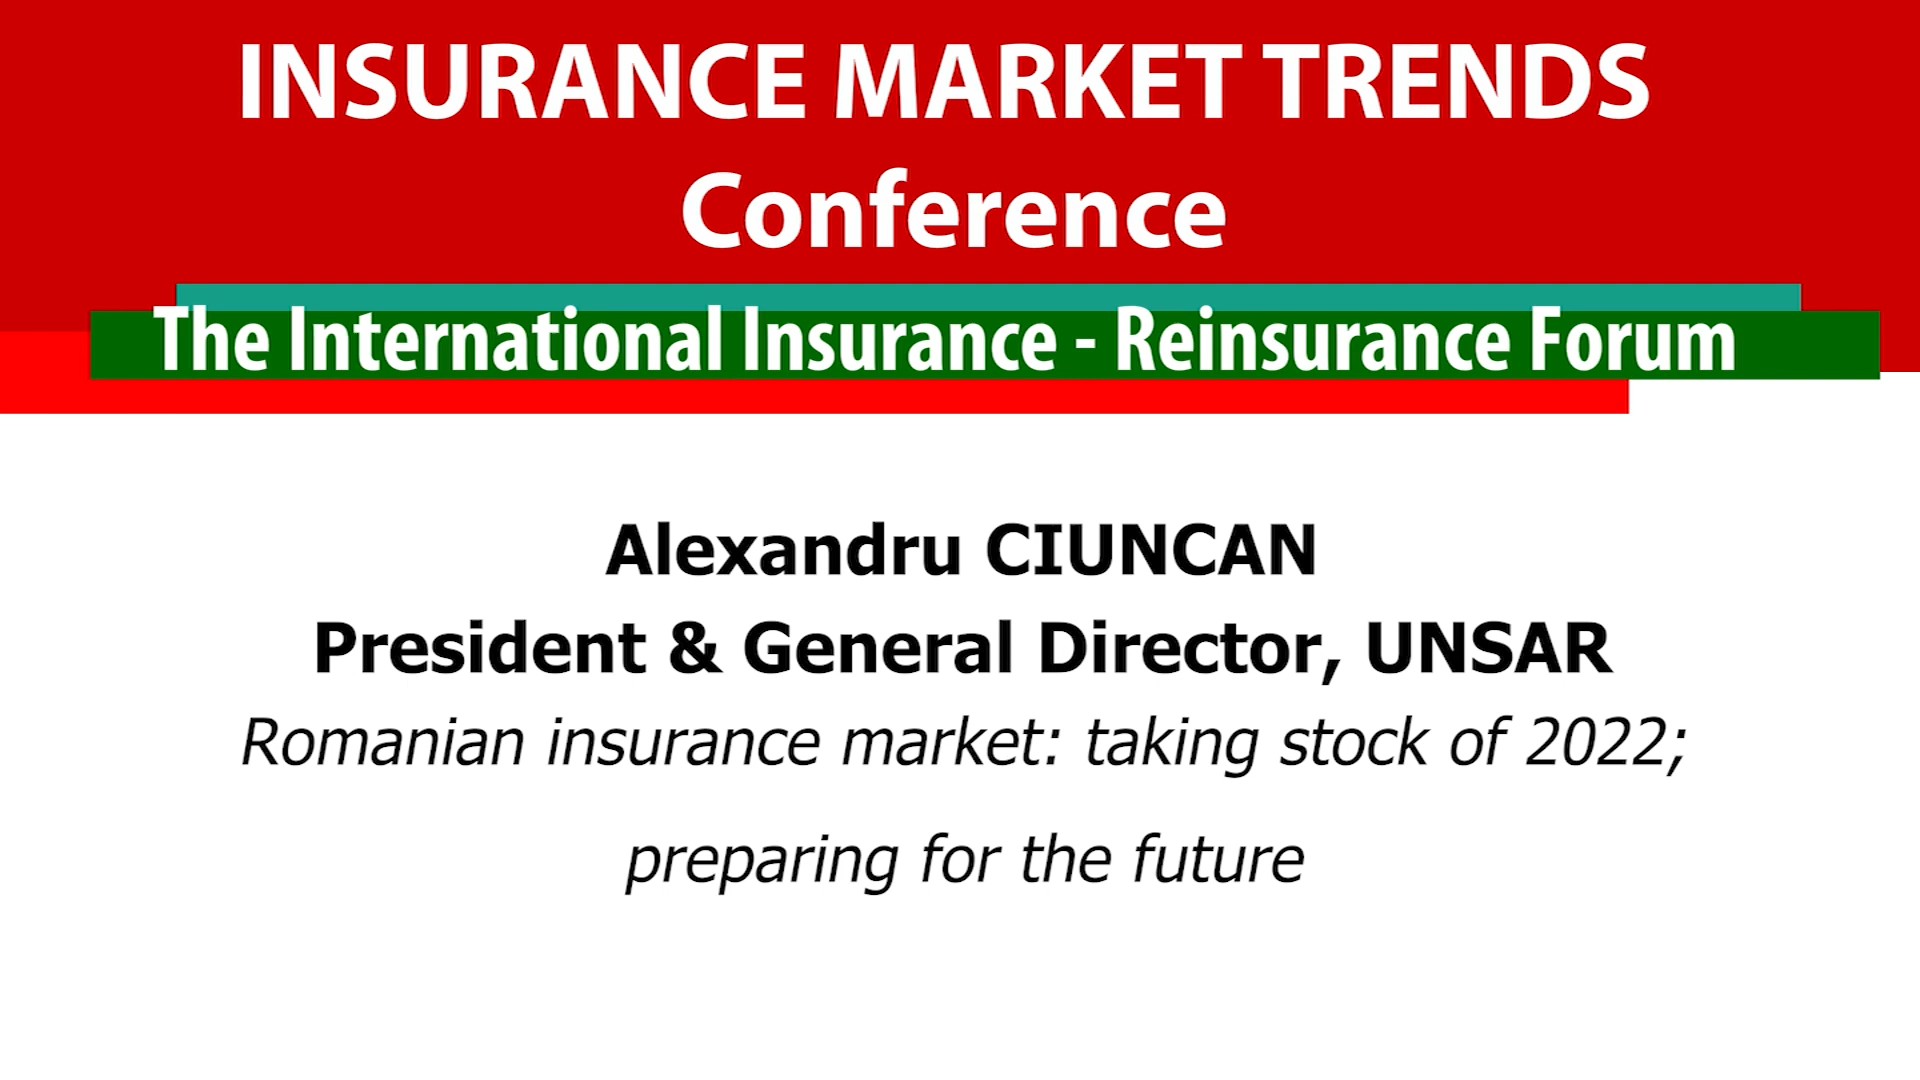 INSURANCE MARKET TRENDS
Conference
The International Insurance - Reinsurance Forum
Alexandru CIUNCAN
President & General Director, UNSAR
Romanian insurance market: taking stock of 2022;
preparing for the future